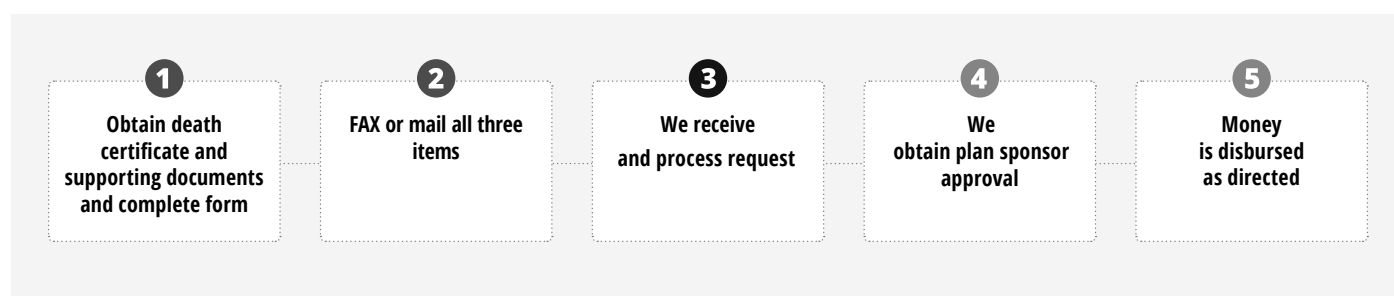 1
Obtain death
certificate and
supporting documents
and complete form
2
FAX or mail all three
items
3
We receive
and process request
4
We
obtain plan sponsor
approval
5
Money
is disbursed
as directed